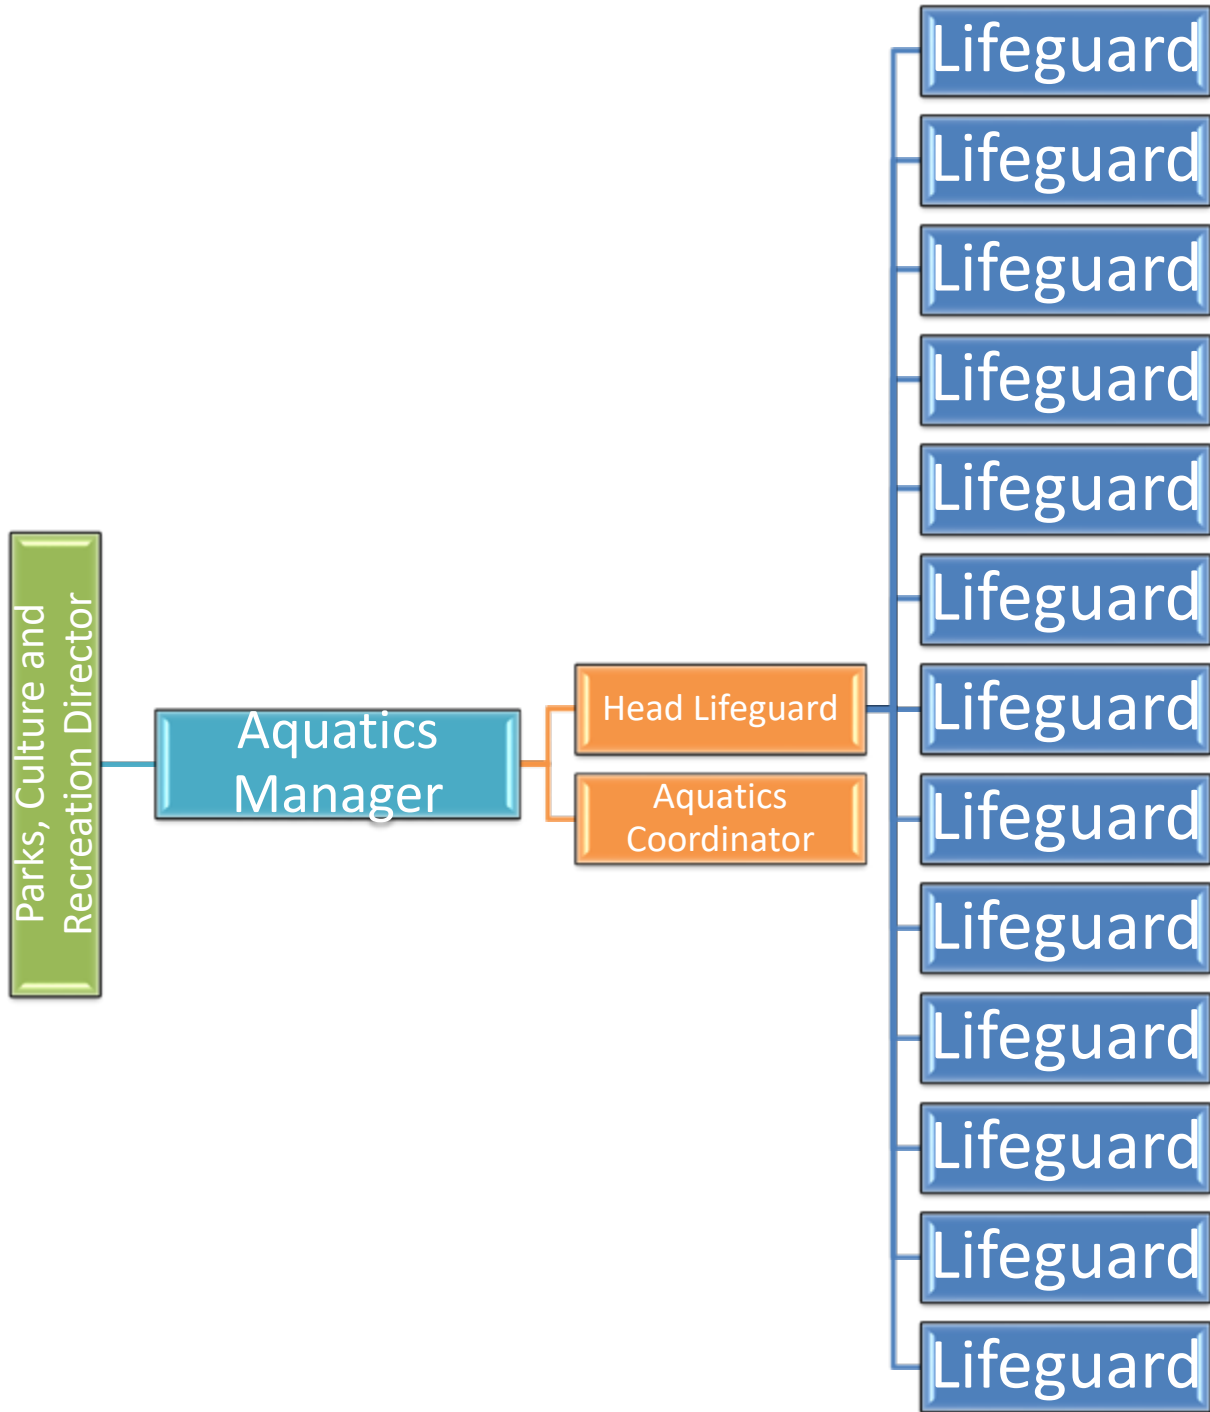 Parks, Culture and
Recreation Director
Aquatics
Manager
Head Lifeguard
Aquatics
Coordinator
Lifeguard
Lifeguard
Lifeguard
Lifeguard
Lifeguard
Lifeguard
Lifeguard
Lifeguard
Lifeguard
Lifeguard
Lifeguard
Lifeguard
Lifeguard